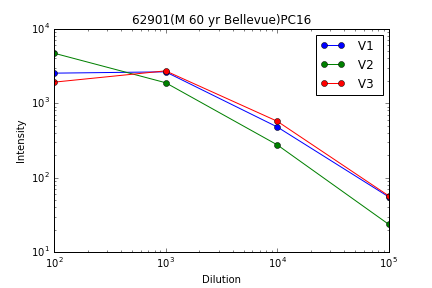 62901(M 60 yr Bellevue)PC16
10^4
10^3
10^2
10^1
Intensity
V1
V2
V3
10^2 10^3 10^4 10^5
Dilution